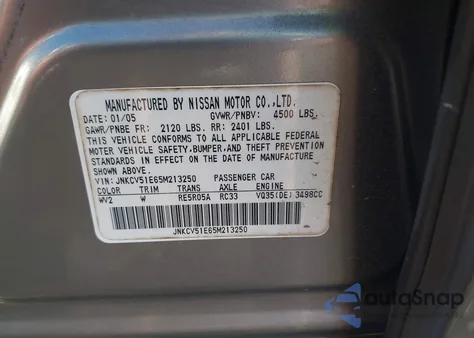 MANUFACTURED BY NISSAN MOTOR CO.,LTD.
DATE: 01/05 GVWR/PNBV: 4500 LBS.
GAWR/PNBE FR: 2120 LBS. RR: 2401 LBS.
THIS VEHICLE CONFORMS TO ALL APPLICABLE FEDERAL
MOTOR VEHICLE SAFETY,BUMPER,AND THEFT PREVENTION
STANDARDS IN EFFECT ON THE DATE OF MANUFACTURE
SHOWN ABOVE.
VIN: JNKCV51E65M213250 PASSENGER CAR
COLOR TRIM TRANS AXLE ENGINE
WV2 W RE5R05A RC33 VQ35(DE) 3498CC
JNKCV51E65M213250
autoSnap